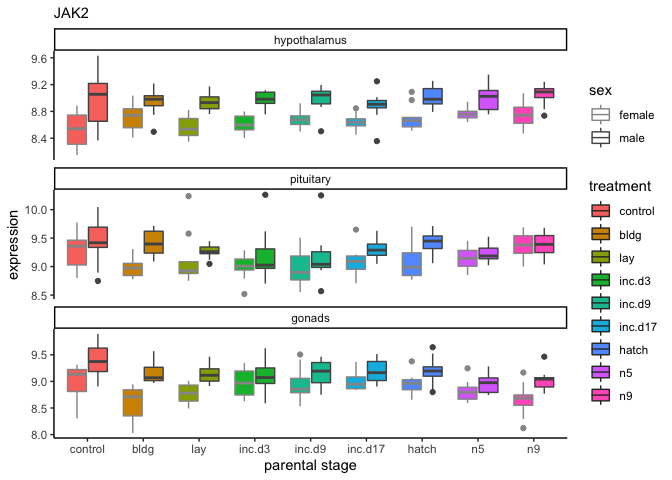 JAK2
hypothalamus
9.6
9.2
8.8
8.4
pituitary
10.0
9.5
9.0
8.5
gonads
9.5
9.0
8.5
8.0
expression
control bldg lay inc.d3 inc.d9 inc.d17 hatch n5 n9
parental stage
sex
female
male
treatment
control
bldg
lay
inc.d3
inc.d9
inc.d17
hatch
n5
n9